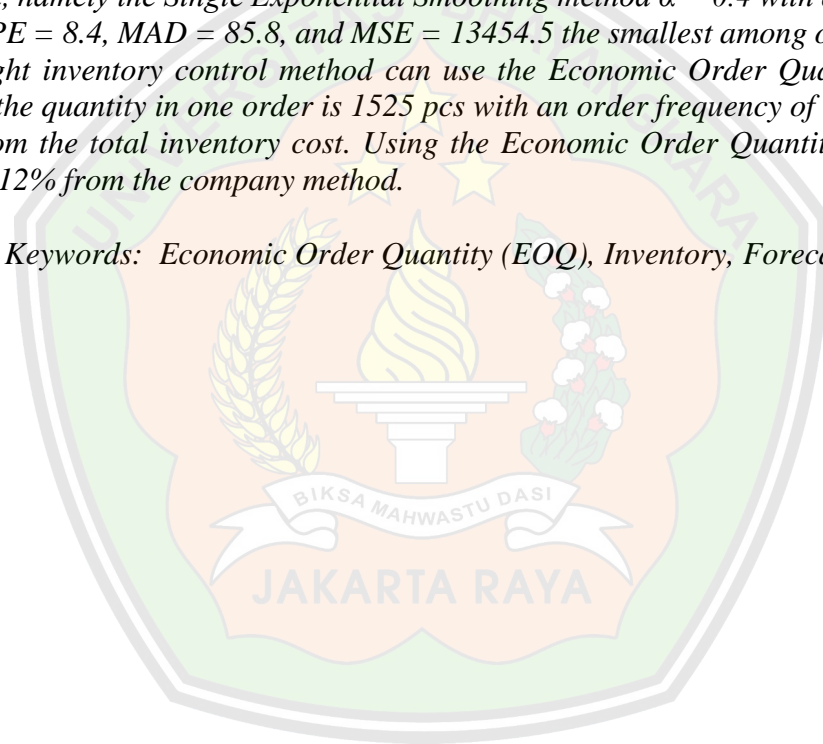 namely the Single Exponential Smoothing method α = 0.4 with
PE = 8.4, MAD = 85.8, and MSE = 13454.5 the smallest among
ght inventory control method can use the Economic Order Qua
the quantity in one order is 1525 pcs with an order frequency of
om the total inventory cost. Using the Economic Order Quantit
12% from the company method.
Keywords: Economic Order Quantity (EOQ), Inventory, Foreca
BIKSA MAHWASTU DASI
JAKARTA RAYA